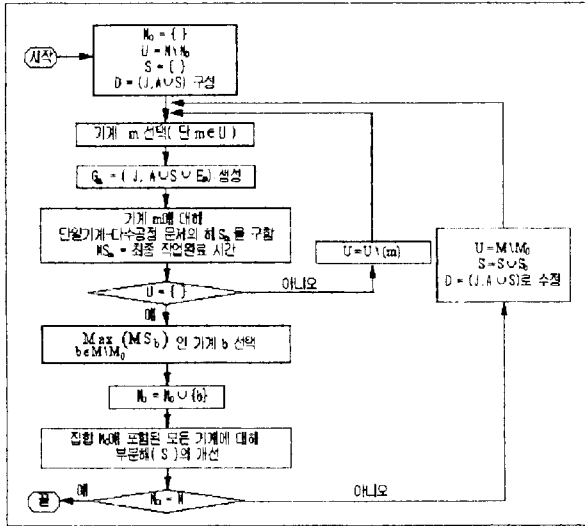 시작
M₀ = { }
U = M\M₀
S = { }
D = (J, A∪S) 구성
기계 m 선택( 단 m∈U )
Gₘ = ( J, A∪S∪Eₘ) 생성
기계 m에 대해
단일기계-다수공정 문제의 해 Sₘ을 구함
MSₘ = 최종 작업완료 시간
U = { }
아니오
U=U\{m}
예
Max (MS_b) 인 기계 b 선택
b∈M\M₀
M₀ = M₀ ∪ {b}
집합 M₀에 포함된 모든 기계에 대해
부분해( S )의 개선
M₀ = M
예
끝
아니오
U=M\M₀
S=S∪S_b
D = (J,A∪S)로 수정